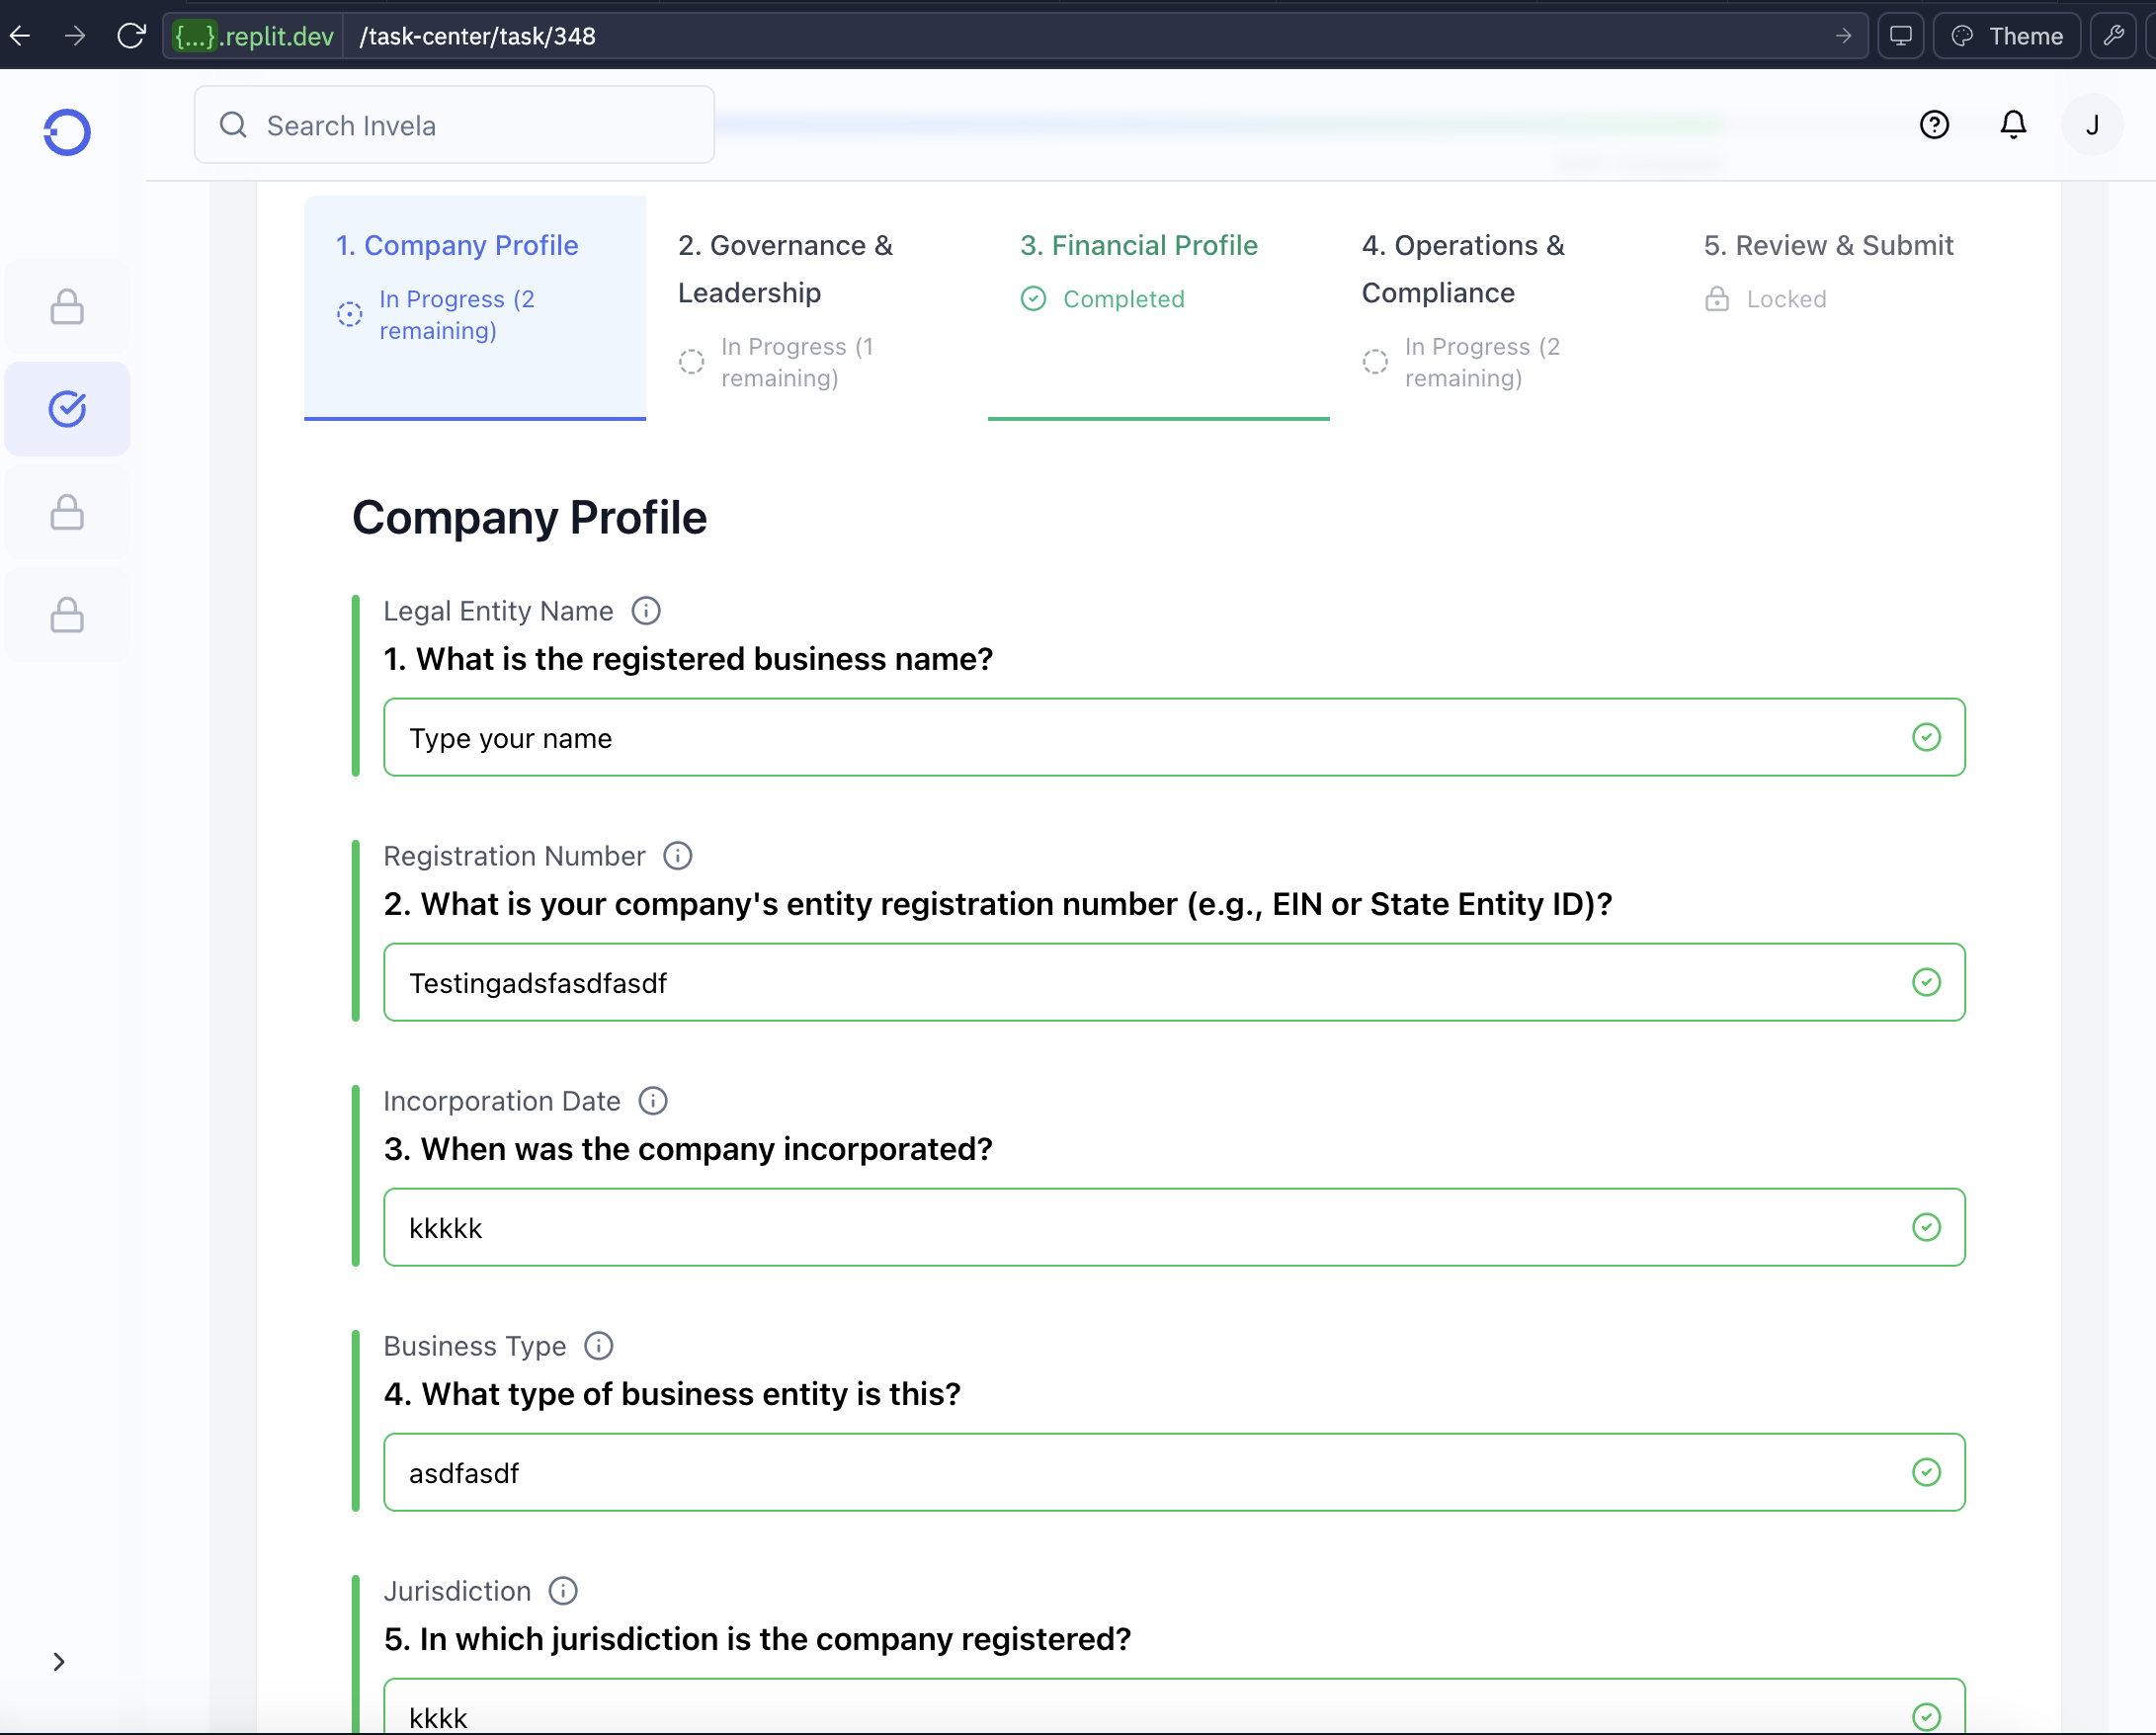 {...}.replit.dev /task-center/task/348
Theme
Search Invela
J
1. Company Profile
In Progress (2
remaining)
2. Governance &
Leadership
In Progress (1
remaining)
3. Financial Profile
Completed
4. Operations &
Compliance
In Progress (2
remaining)
5. Review & Submit
Locked
Company Profile
Legal Entity Name
1. What is the registered business name?
Type your name
Registration Number
2. What is your company's entity registration number (e.g., EIN or State Entity ID)?
Testingadsfasdfasdf
Incorporation Date
3. When was the company incorporated?
kkkkk
Business Type
4. What type of business entity is this?
asdfasdf
Jurisdiction
5. In which jurisdiction is the company registered?
kkkk